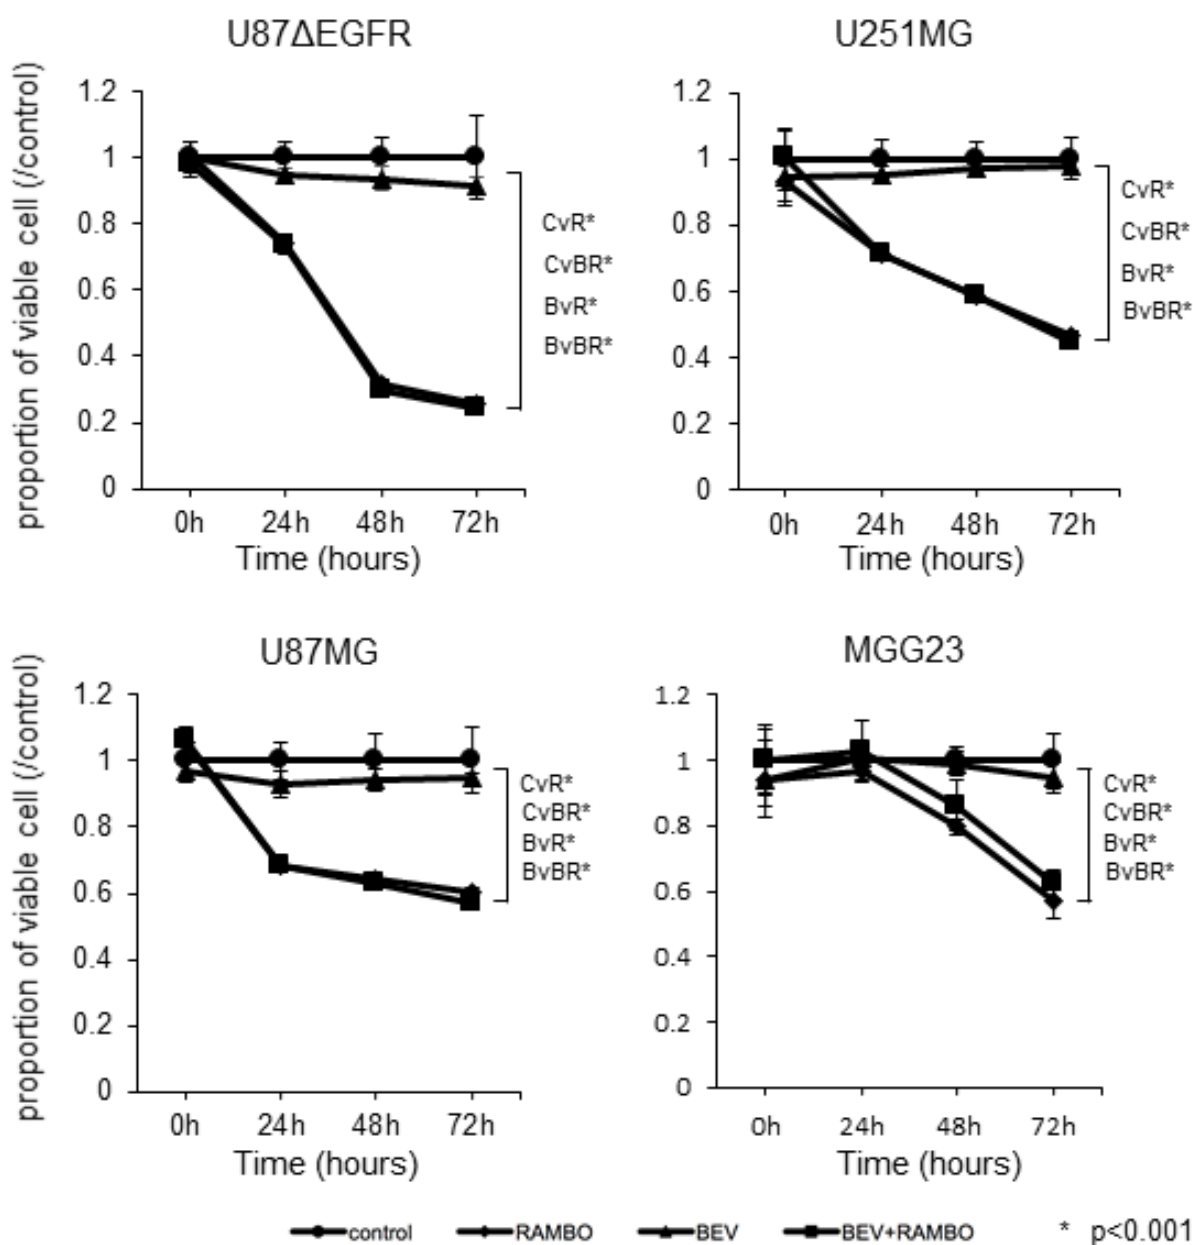 U87ΔEGFR
proportion of viable cell (/control)
1.2
1
0.8
0.6
0.4
0.2
0
CvR*
CvBR*
BvR*
BvBR*
0h 24h 48h 72h
Time (hours)
U251MG
1.2
1
0.8
0.6
0.4
0.2
0
CvR*
CvBR*
BvR*
BvBR*
0h 24h 48h 72h
Time (hours)
U87MG
proportion of viable cell (/control)
1.2
1
0.8
0.6
0.4
0.2
0
CvR*
CvBR*
BvR*
BvBR*
0h 24h 48h 72h
Time (hours)
MGG23
1.2
1
0.8
0.6
0.4
0.2
0
CvR*
CvBR*
BvR*
BvBR*
0h 24h 48h 72h
Time (hours)
control RAMBO BEV BEV+RAMBO * p<0.001